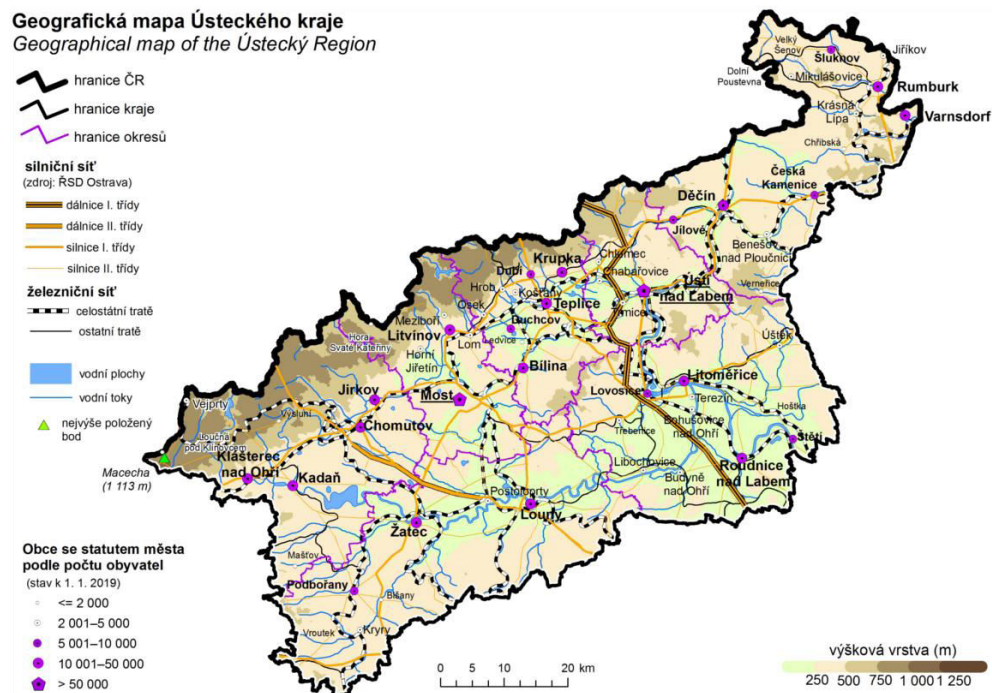 Geografická mapa Ústeckého kraje
Geographical map of the Ústecký Region
hranice ČR
hranice kraje
hranice okresů
silniční síť
(zdroj: ŘSD Ostrava)
dálnice I. třídy
dálnice II. třídy
silnice I. třídy
silnice II. třídy
železniční síť
celostátní tratě
ostatní tratě
vodní plochy
vodní toky
nejvýše položený
bod
Macecha
(1 113 m)
Obce se statutem města
podle počtu obyvatel
(stav k 1. 1. 2019)
<= 2 000
2 001–5 000
5 001–10 000
10 001–50 000
> 50 000
Velký
Šenov
Šluknov
Jiříkov
Dolní
Poustevna
Mikulášovice
Rumburk
Krásná
Lípa
Varnsdorf
Chřibská
Česká
Kamenice
Děčín
Jílové
Benešov
nad Ploučnicí
Verneřice
Chlumec
Krupka
Chabařovice
Dubí
Ústí
nad Labem
Hrob
Košťany
Teplice
Trmice
Osek
Duchcov
Meziboří
Litvínov
Lom
Ledvice
Úštěk
Hora
Svaté Kateřiny
Horní
Jiřetín
Bílina
Litoměřice
Jirkov
Most
Lovosice
Terezín
Vejprty
Výsluní
Hoštka
Chomutov
Třebenice
Bohušovice
nad Ohří
Štětí
Loučná
pod Klínovcem
Klášterec
nad Ohří
Libochovice
Roudnice
nad Labem
Kadaň
Budyně
nad Ohří
Postoloprty
Louny
Žatec
Mašťov
Podbořany
Blšany
Vroutek
Kryry
0 5 10 20 km
výšková vrstva (m)
250 500 750 1 000 1 250